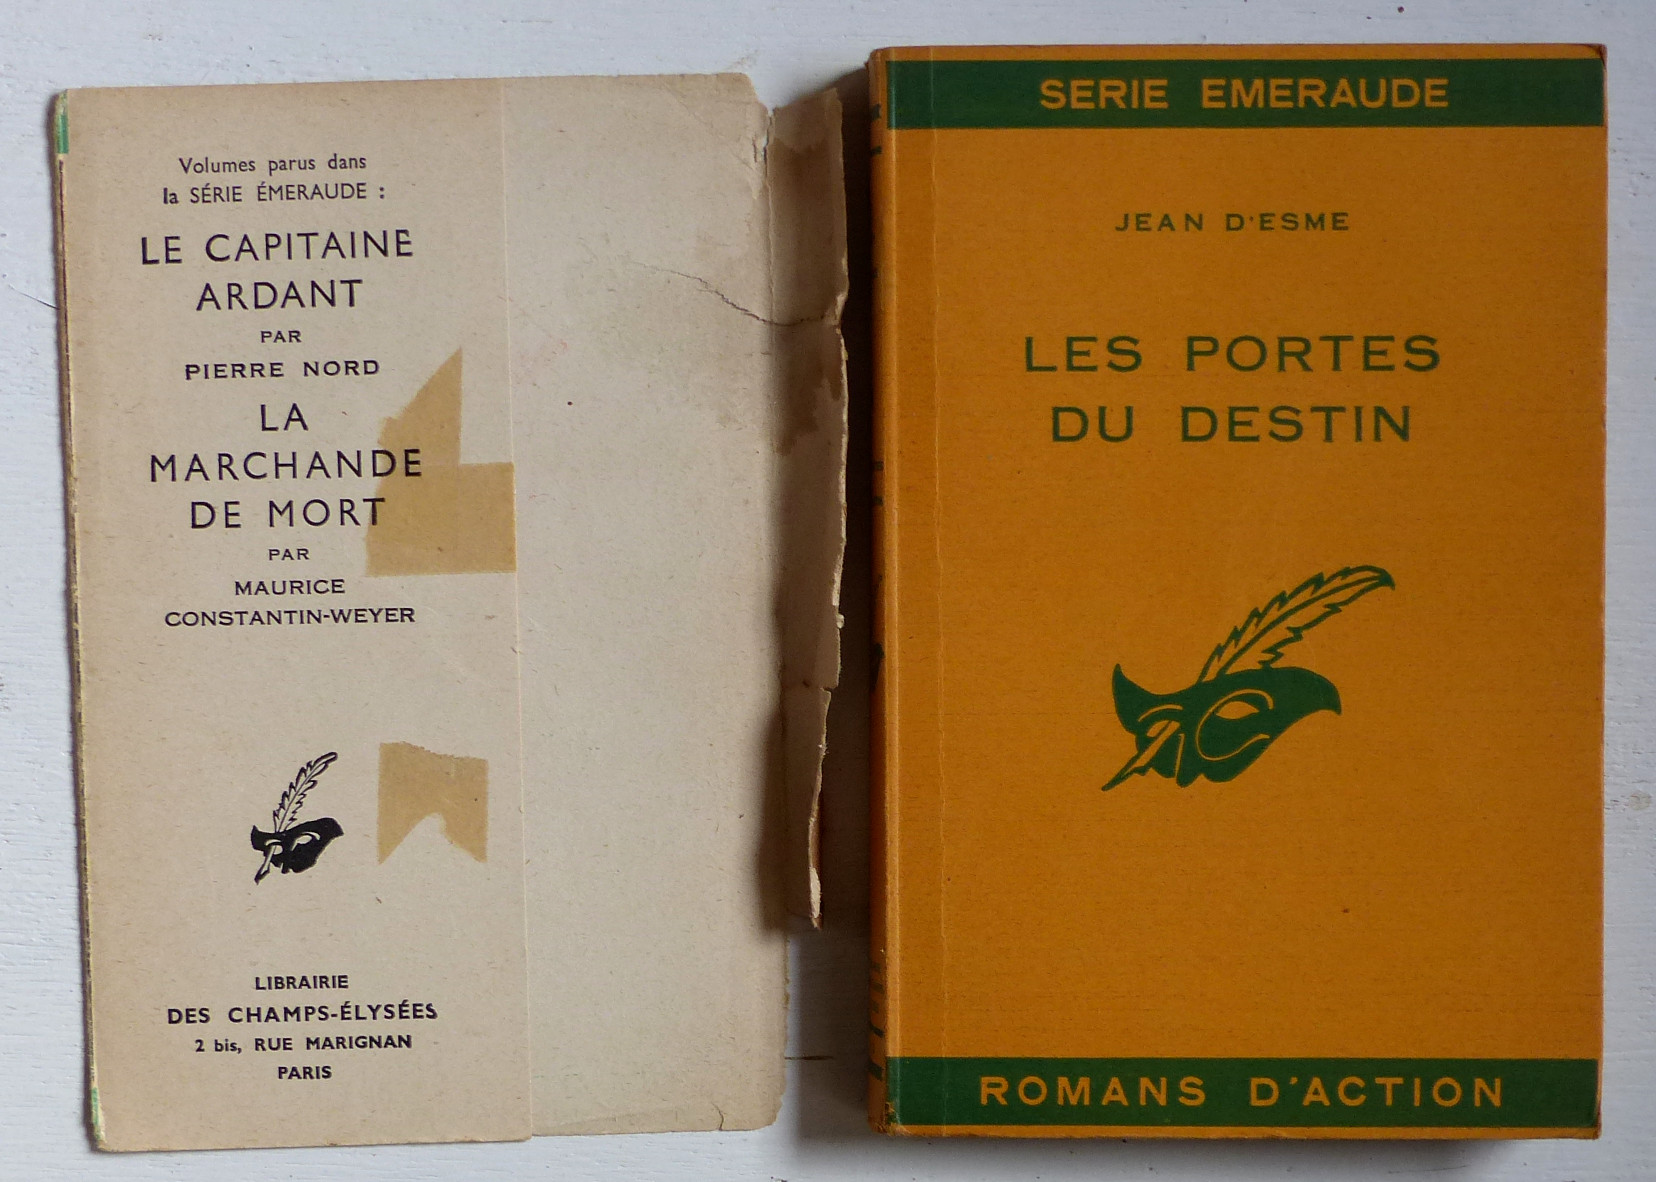 Volumes parus dans
la SÉRIE ÉMERAUDE :
LE CAPITAINE
ARDANT
PAR
PIERRE NORD
LA
MARCHANDE
DE MORT
PAR
MAURICE
CONSTANTIN-WEYER
LIBRAIRIE
DES CHAMPS-ÉLYSÉES
2 bis, RUE MARIGNAN
PARIS
SERIE EMERAUDE
JEAN D'ESME
LES PORTES
DU DESTIN
ROMANS D'ACTION